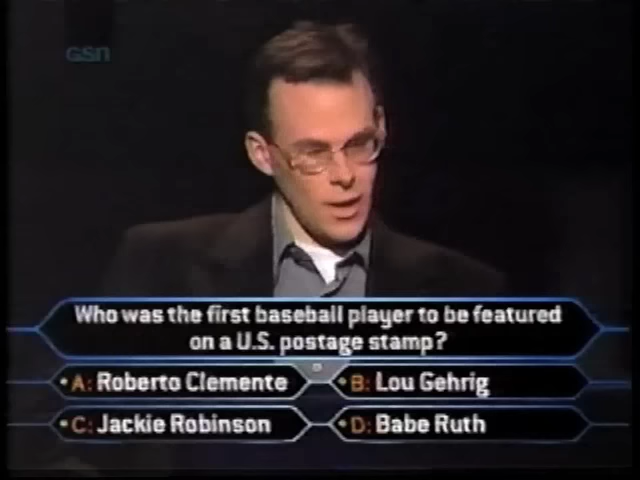 GSN
Who was the first baseball player to be featured
on a U.S. postage stamp?
A: Roberto Clemente
B: Lou Gehrig
C: Jackie Robinson
D: Babe Ruth